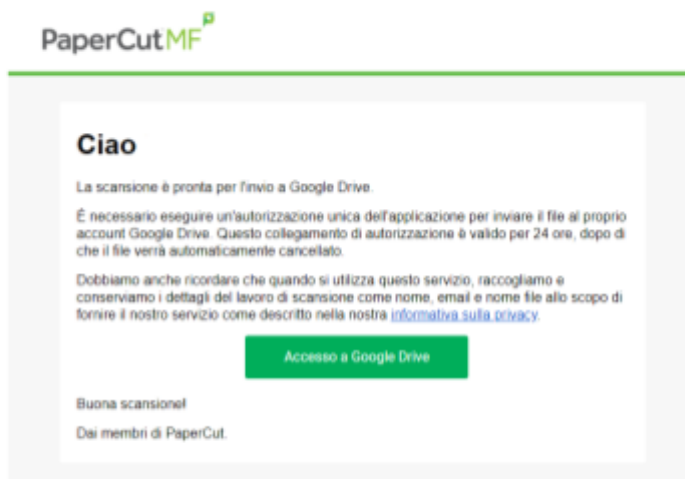 PaperCutMF
Ciao
La scansione è pronta per l'invio a Google Drive.
É necessario eseguire un'autorizzazione unica dell'applicazione per inviare il file al proprio
account Google Drive. Questo collegamento di autorizzazione è valido per 24 ore, dopo di
che il file verrà automaticamente cancellato.
Dobbiamo anche ricordare che quando si utilizza questo servizio, raccogliamo e
conserviamo i dettagli del lavoro di scansione come nome, email e nome file allo scopo di
fornire il nostro servizio come descritto nella nostra informativa sulla privacy.
Accesso a Google Drive
Buona scansione!
Dai membri di PaperCut.